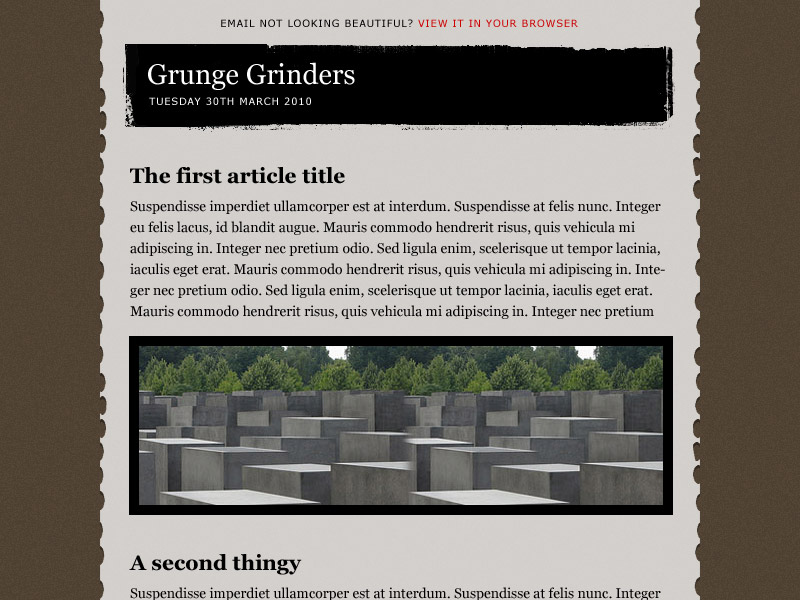 EMAIL NOT LOOKING BEAUTIFUL? VIEW IT IN YOUR BROWSER
Grunge Grinders
TUESDAY 30TH MARCH 2010
The first article title
Suspendisse imperdiet ullamcorper est at interdum. Suspendisse at felis nunc. Integer
eu felis lacus, id blandit augue. Mauris commodo hendrerit risus, quis vehicula mi
adipiscing in. Integer nec pretium odio. Sed ligula enim, scelerisque ut tempor lacinia,
iaculis eget erat. Mauris commodo hendrerit risus, quis vehicula mi adipiscing in. Inte-
ger nec pretium odio. Sed ligula enim, scelerisque ut tempor lacinia, iaculis eget erat.
Mauris commodo hendrerit risus, quis vehicula mi adipiscing in. Integer nec pretium
A second thingy
Suspendisse imperdiet ullamcorper est at interdum. Suspendisse at felis nunc. Integer